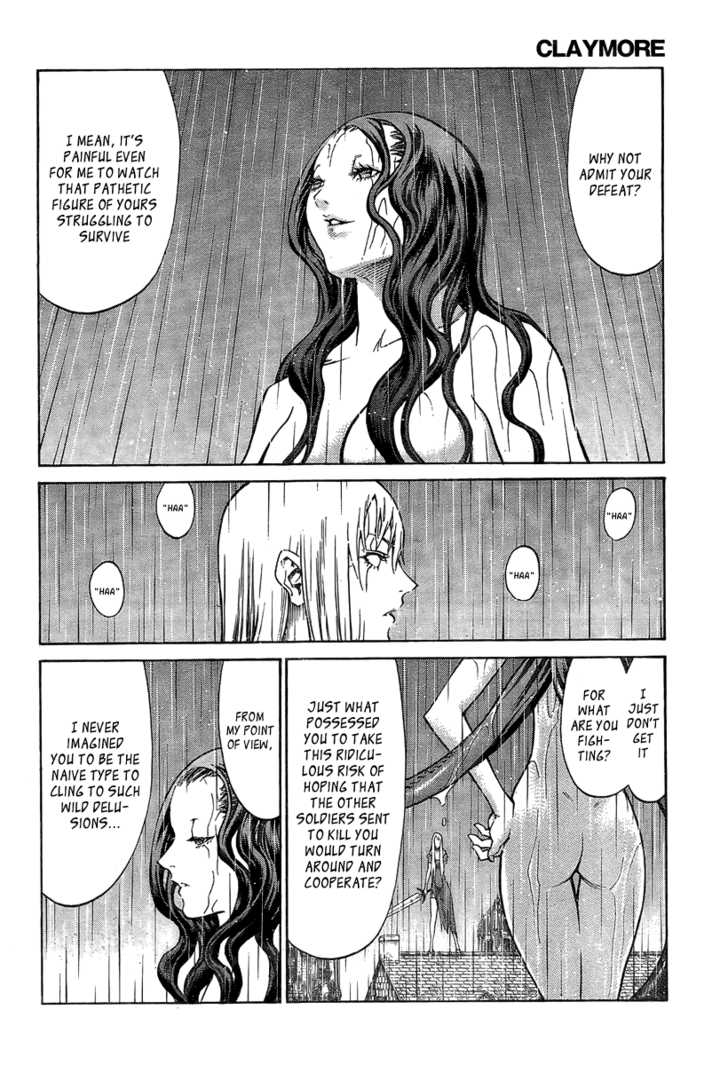 CLAYMORE
WHY NOT
ADMIT YOUR
DEFEAT?
I MEAN, IT'S
PAINFUL EVEN
FOR ME TO WATCH
THAT PATHETIC
FIGURE OF YOURS
STRUGGLING TO
SURVIVE
"HAA"
"HAA"
"HAA"
"HAA"
I
JUST
DON'T
GET
IT
FOR
WHAT
ARE YOU
FIGH-
TING?
JUST WHAT
POSSESSED
YOU TO TAKE
THIS RIDICU-
LOUS RISK OF
HOPING THAT
THE OTHER
SOLDIERS SENT
TO KILL YOU
WOULD TURN
AROUND AND
COOPERATE?
FROM
MY POINT
OF VIEW,
I NEVER
IMAGINED
YOU TO BE THE
NAIVE TYPE TO
CLING TO SUCH
WILD DELU-
SIONS...